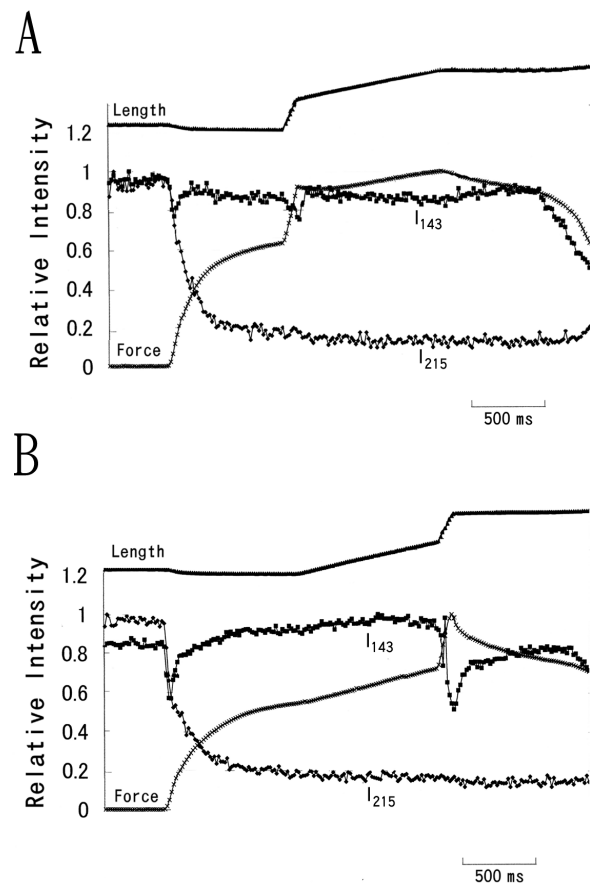 A
Length
1.2
1
0.8
0.6
0.4
0.2
0
Relative Intensity
I143
Force
I215
500 ms
B
Length
1.2
1
0.8
0.6
0.4
0.2
0
Relative Intensity
I143
Force
I215
500 ms